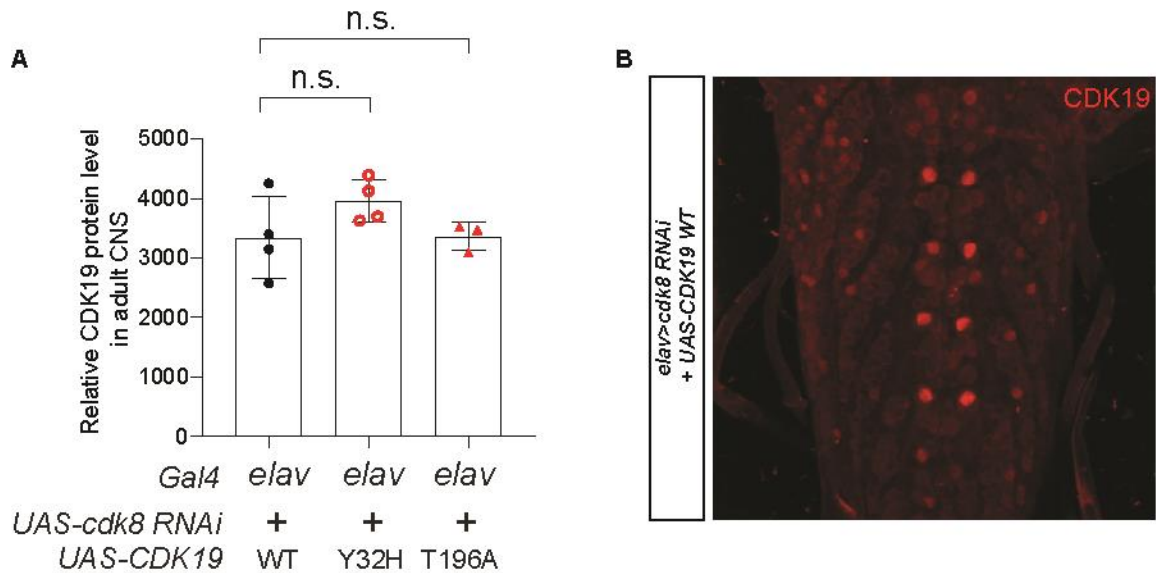 A
n.s.
n.s.
Relative CDK19 protein level
in adult CNS
5000
4000
3000
2000
1000
0
Gal4 elav elav elav
UAS-cdk8 RNAi + + +
UAS-CDK19 WT Y32H T196A
B
elav>cdk8 RNAi
+ UAS-CDK19 WT
CDK19